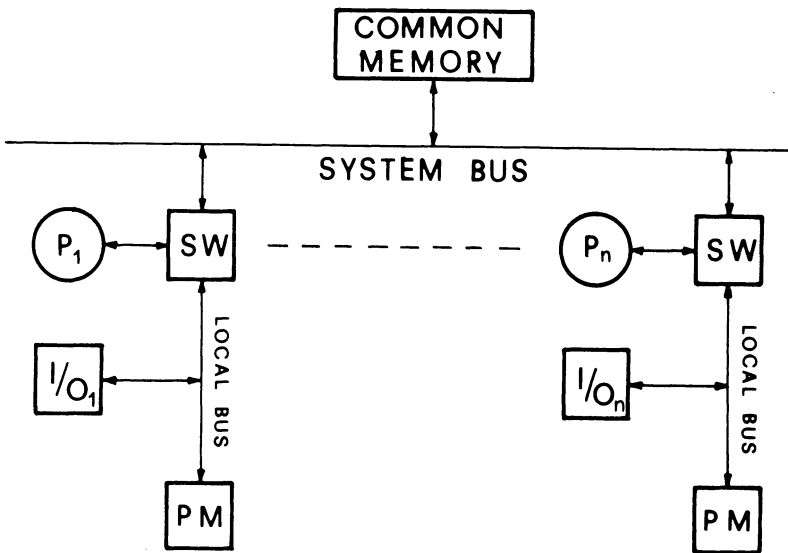 COMMON
MEMORY
SYSTEM BUS
P₁
SW
Pₙ
SW
LOCAL BUS
LOCAL BUS
I/O₁
I/Oₙ
PM
PM